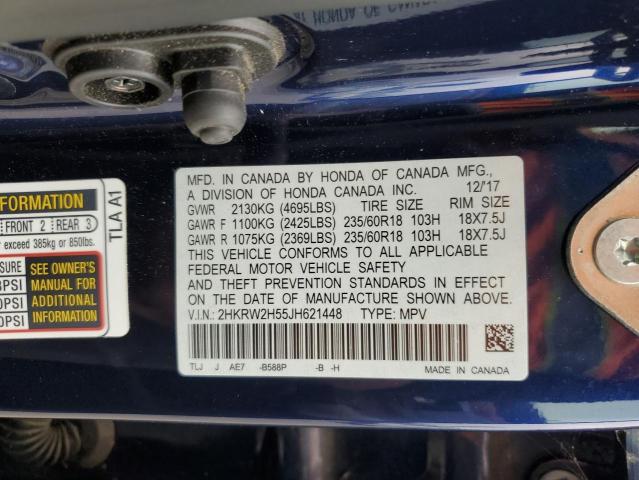 FORMATION
FRONT 2 REAR 3
exceed 385kg or 850lbs.
SEE OWNER'S
MANUAL FOR
ADDITIONAL
INFORMATION
TLA A1
MFD. IN CANADA BY HONDA OF CANADA MFG.,
A DIVISION OF HONDA CANADA INC. 12/17
GVWR 2130KG (4695LBS) TIRE SIZE RIM SIZE
GAWR F 1100KG (2425LBS) 235/60R18 103H 18X7.5J
GAWR R 1075KG (2369LBS) 235/60R18 103H 18X7.5J
THIS VEHICLE CONFORMS TO ALL APPLICABLE
FEDERAL MOTOR VEHICLE SAFETY
AND THEFT PREVENTION STANDARDS IN EFFECT
ON THE DATE OF MANUFACTURE SHOWN ABOVE.
V.I.N.: 2HKRW2H55JH621448 TYPE: MPV
TLJ J AE7 -B588P -B -H MADE IN CANADA